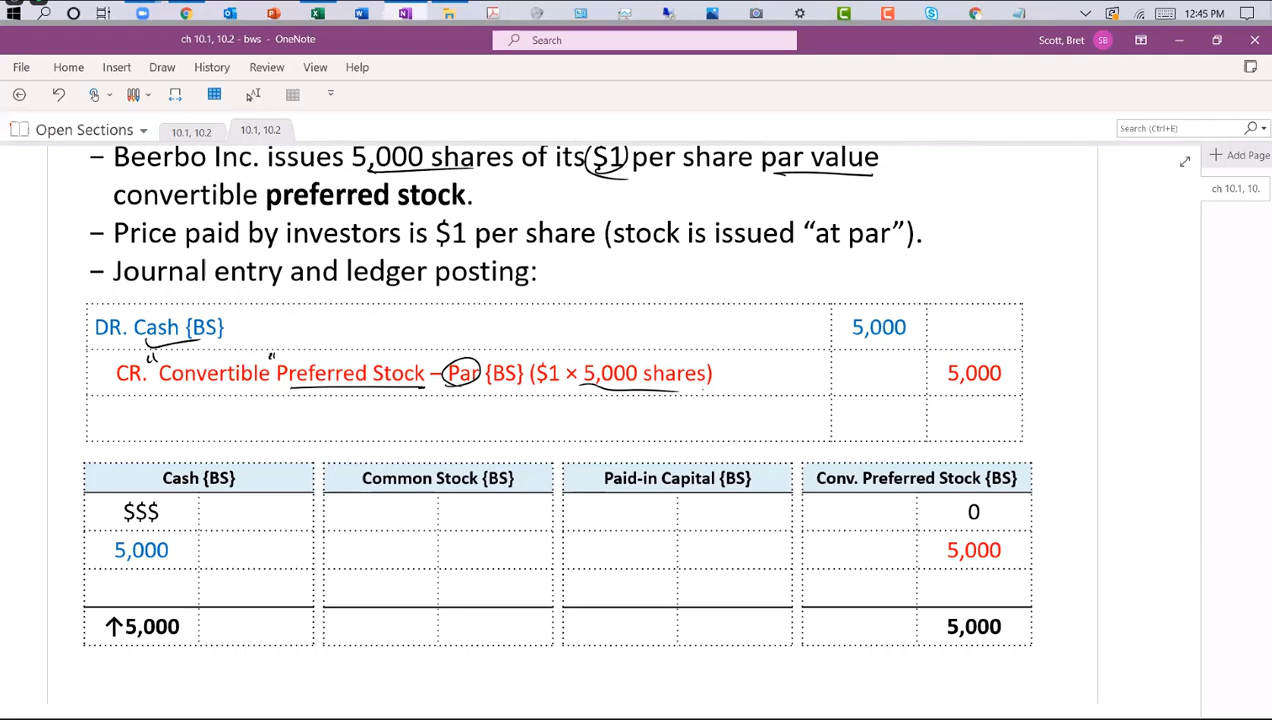 12:45 PM
ch 10.1, 10.2 - bws - OneNote
Search
Scott, Bret
SB
File Home Insert Draw History Review View Help
Open Sections
10.1, 10.2
10.1, 10.2
Search (Ctrl+E)
+ Add Page
ch 10.1, 10.
– Beerbo Inc. issues 5,000 shares of its $1 per share par value
convertible preferred stock.
– Price paid by investors is $1 per share (stock is issued “at par”).
– Journal entry and ledger posting:
DR. Cash {BS} 5,000
CR. "Convertible" Preferred Stock – Par {BS} ($1 × 5,000 shares) 5,000
Cash {BS} Common Stock {BS} Paid-in Capital {BS} Conv. Preferred Stock {BS}
$$$ 0
5,000 5,000
↑5,000 5,000